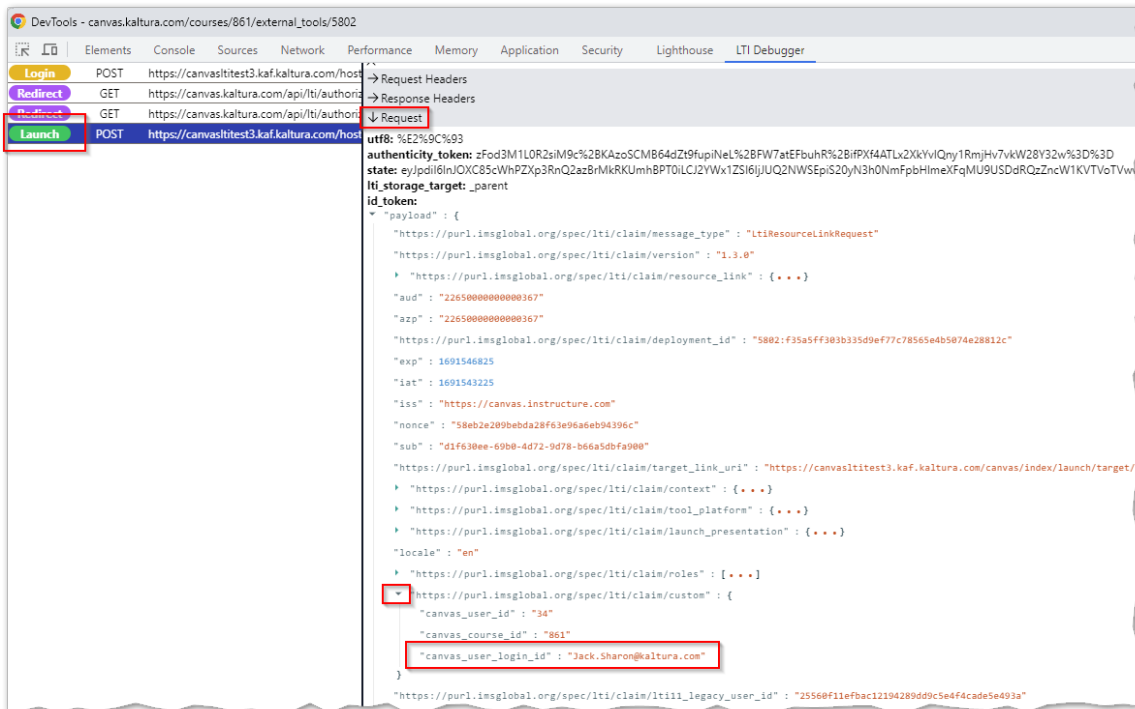 DevTools - canvas.kaltura.com/courses/861/external_tools/5802
Elements Console Sources Network Performance Memory Application Security Lighthouse LTI Debugger
Login POST https://canvasltitest3.kaf.kaltura.com/host
Redirect GET https://canvas.kaltura.com/api/lti/authoriz
Redirect GET https://canvas.kaltura.com/api/lti/authoriz
Launch POST https://canvasltitest3.kaf.kaltura.com/host
→ Request Headers
→ Response Headers
↓ Request
utf8: %E2%9C%93
authenticity_token: zFod3M1L0R2siM9c%2BKAzoSCMB64dZt9fupiNeL%2BFW7atEFbuhR%2BifPXf4ATLx2XkYvIQny1RmjHv7vkW28Y32w%3D%3D
state: eyJpdiI6InJOXC85cWhPZXp3RnQ2azBrMkRKUmhBPT0iLCJ2YWx1ZSI6IjJUQ2NWSEpiS20yN3h0NmFpbHlmeXFqMU9USDdRQzZncW1KVTVoTVw
lti_storage_target: _parent
id_token:
"payload" : {
"https://purl.imsglobal.org/spec/lti/claim/message_type" : "LtiResourceLinkRequest"
"https://purl.imsglobal.org/spec/lti/claim/version" : "1.3.0"
"https://purl.imsglobal.org/spec/lti/claim/resource_link" : {...}
"aud" : "22650000000000367"
"azp" : "22650000000000367"
"https://purl.imsglobal.org/spec/lti/claim/deployment_id" : "5802:f35a5ff303b335d9ef77c78565e4b5074e28812c"
"exp" : 1691546825
"iat" : 1691543225
"iss" : "https://canvas.instructure.com"
"nonce" : "58eb2e209bebda28f63e96a6eb94396c"
"sub" : "d1f630ee-69b0-4d72-9d78-b66a5dbfa900"
"https://purl.imsglobal.org/spec/lti/claim/target_link_uri" : "https://canvasltitest3.kaf.kaltura.com/canvas/index/launch/target/
"https://purl.imsglobal.org/spec/lti/claim/context" : {...}
"https://purl.imsglobal.org/spec/lti/claim/tool_platform" : {...}
"https://purl.imsglobal.org/spec/lti/claim/launch_presentation" : {...}
"locale" : "en"
"https://purl.imsglobal.org/spec/lti/claim/roles" : [...]
"https://purl.imsglobal.org/spec/lti/claim/custom" : {
"canvas_user_id" : "34"
"canvas_course_id" : "861"
"canvas_user_login_id" : "Jack.Sharon@kaltura.com"
}
"https://purl.imsglobal.org/spec/lti/claim/lti11_legacy_user_id" : "25560f11efbac12194289dd9c5e4f4cade5e493a"